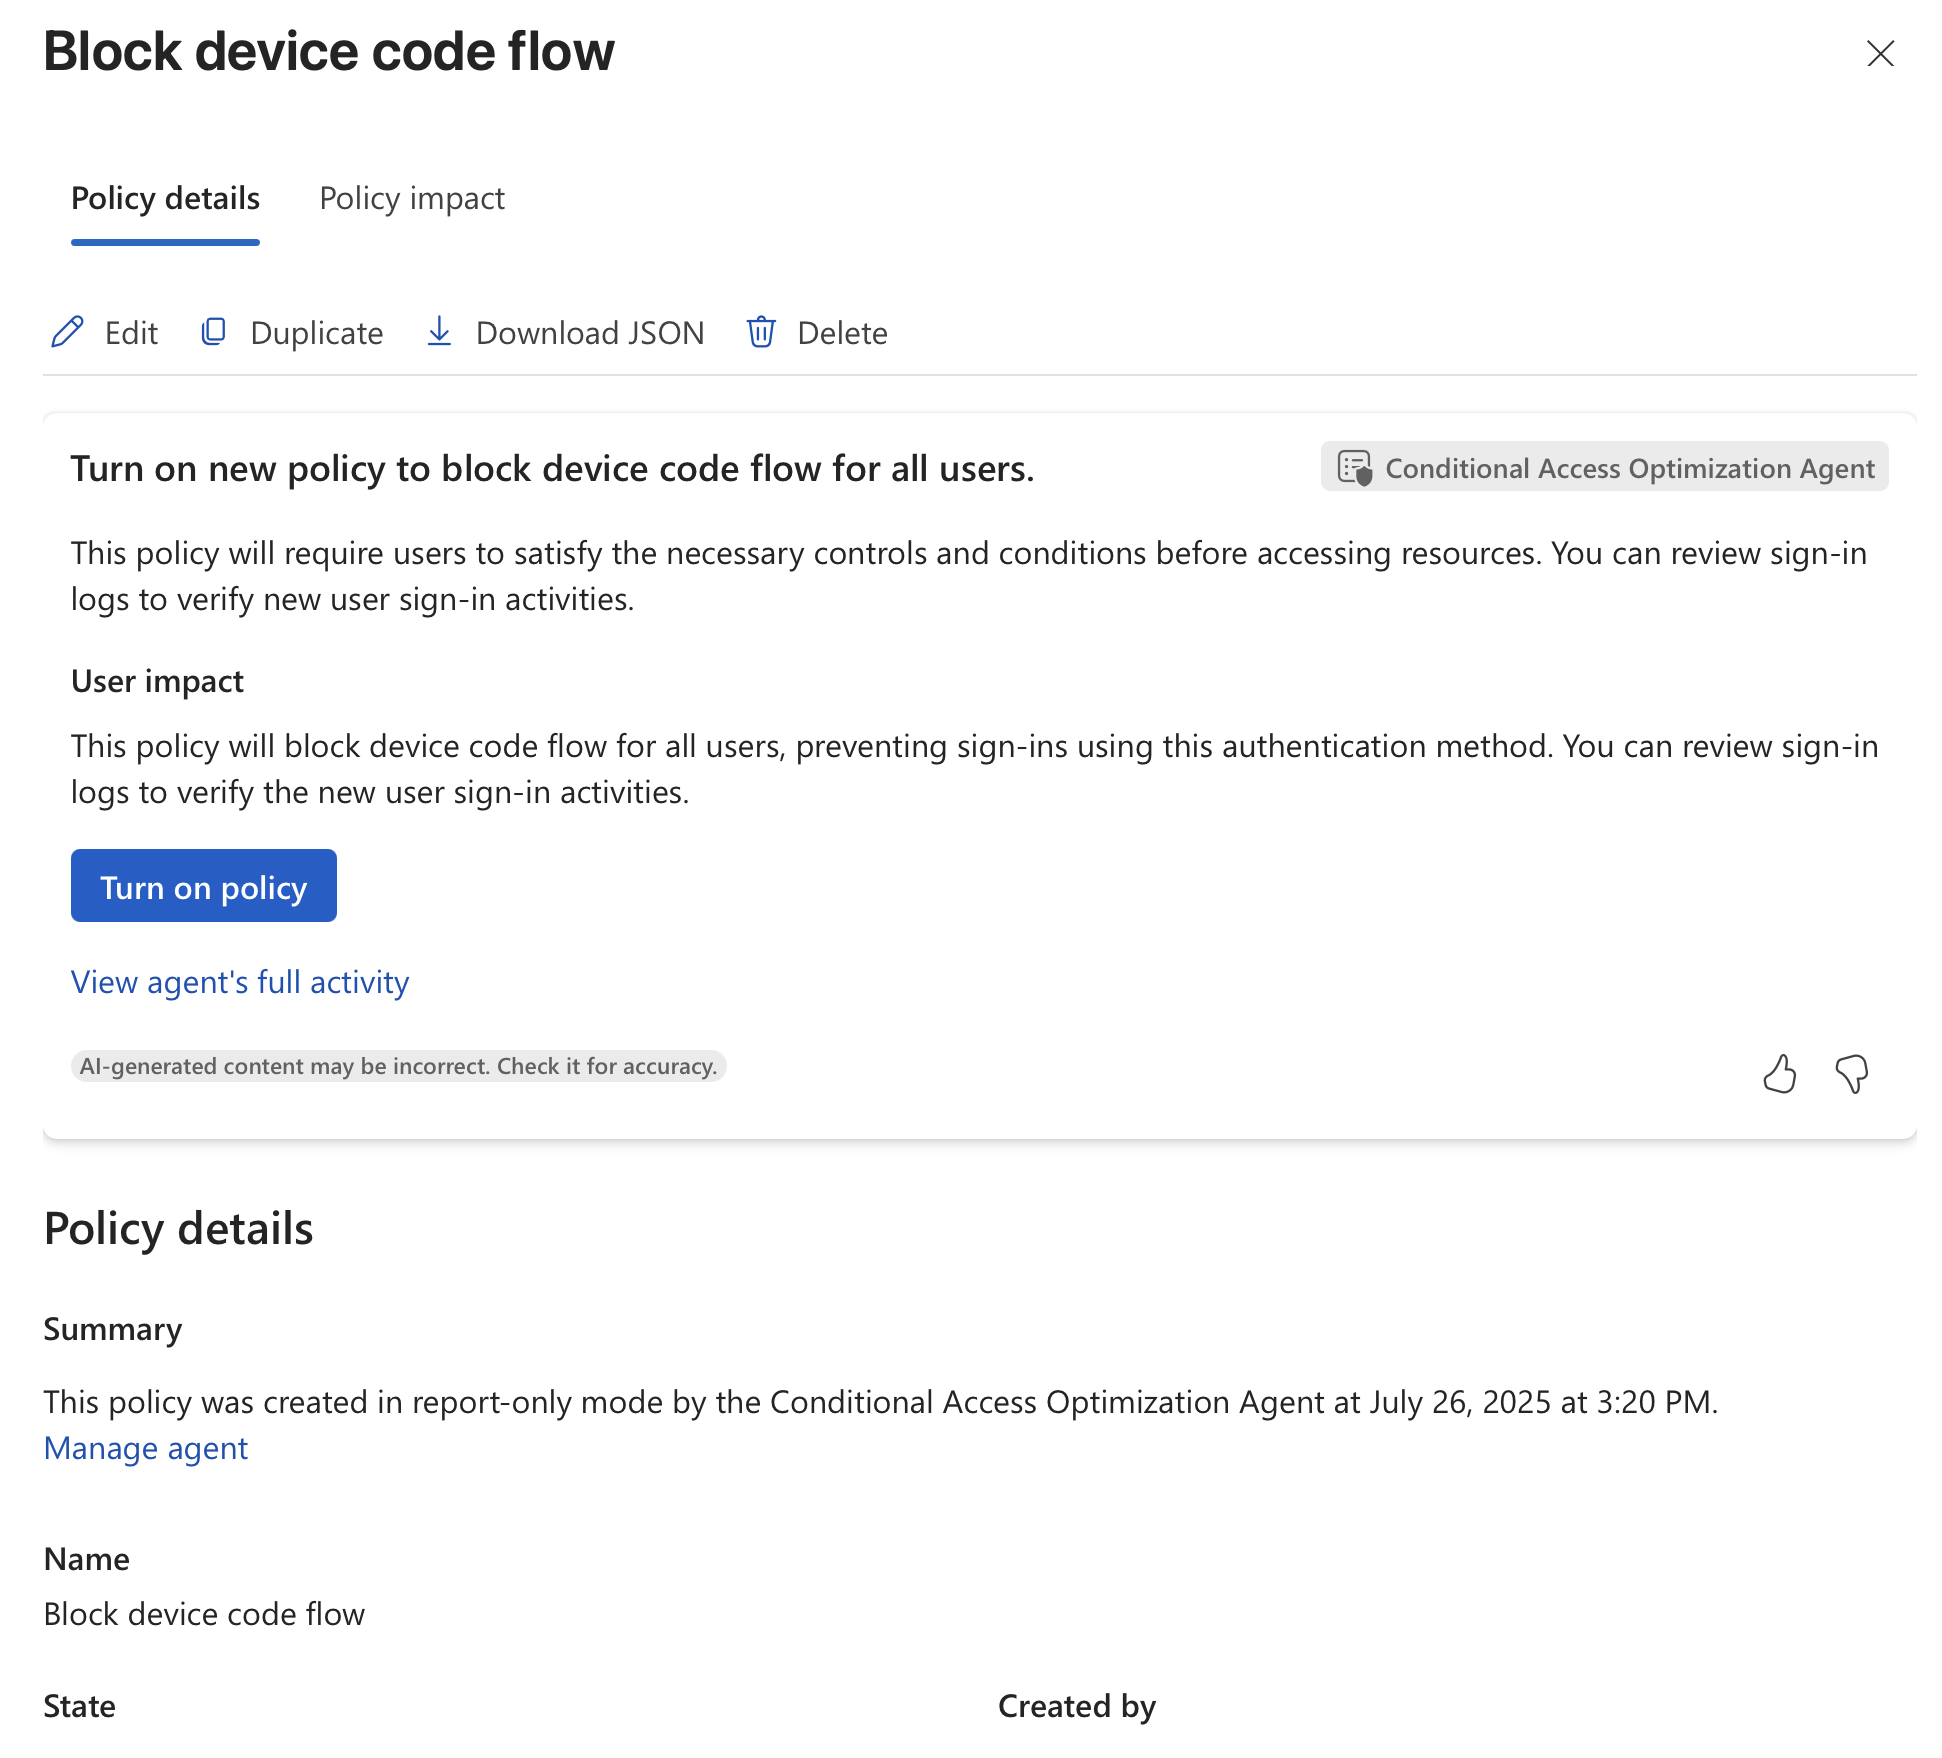 Block device code flow
Policy details
Policy impact
Edit
Duplicate
Download JSON
Delete
Turn on new policy to block device code flow for all users.
Conditional Access Optimization Agent
This policy will require users to satisfy the necessary controls and conditions before accessing resources. You can review sign-in
logs to verify new user sign-in activities.
User impact
This policy will block device code flow for all users, preventing sign-ins using this authentication method. You can review sign-in
logs to verify the new user sign-in activities.
Turn on policy
View agent's full activity
AI-generated content may be incorrect. Check it for accuracy.
Policy details
Summary
This policy was created in report-only mode by the Conditional Access Optimization Agent at July 26, 2025 at 3:20 PM.
Manage agent
Name
Block device code flow
State
Created by